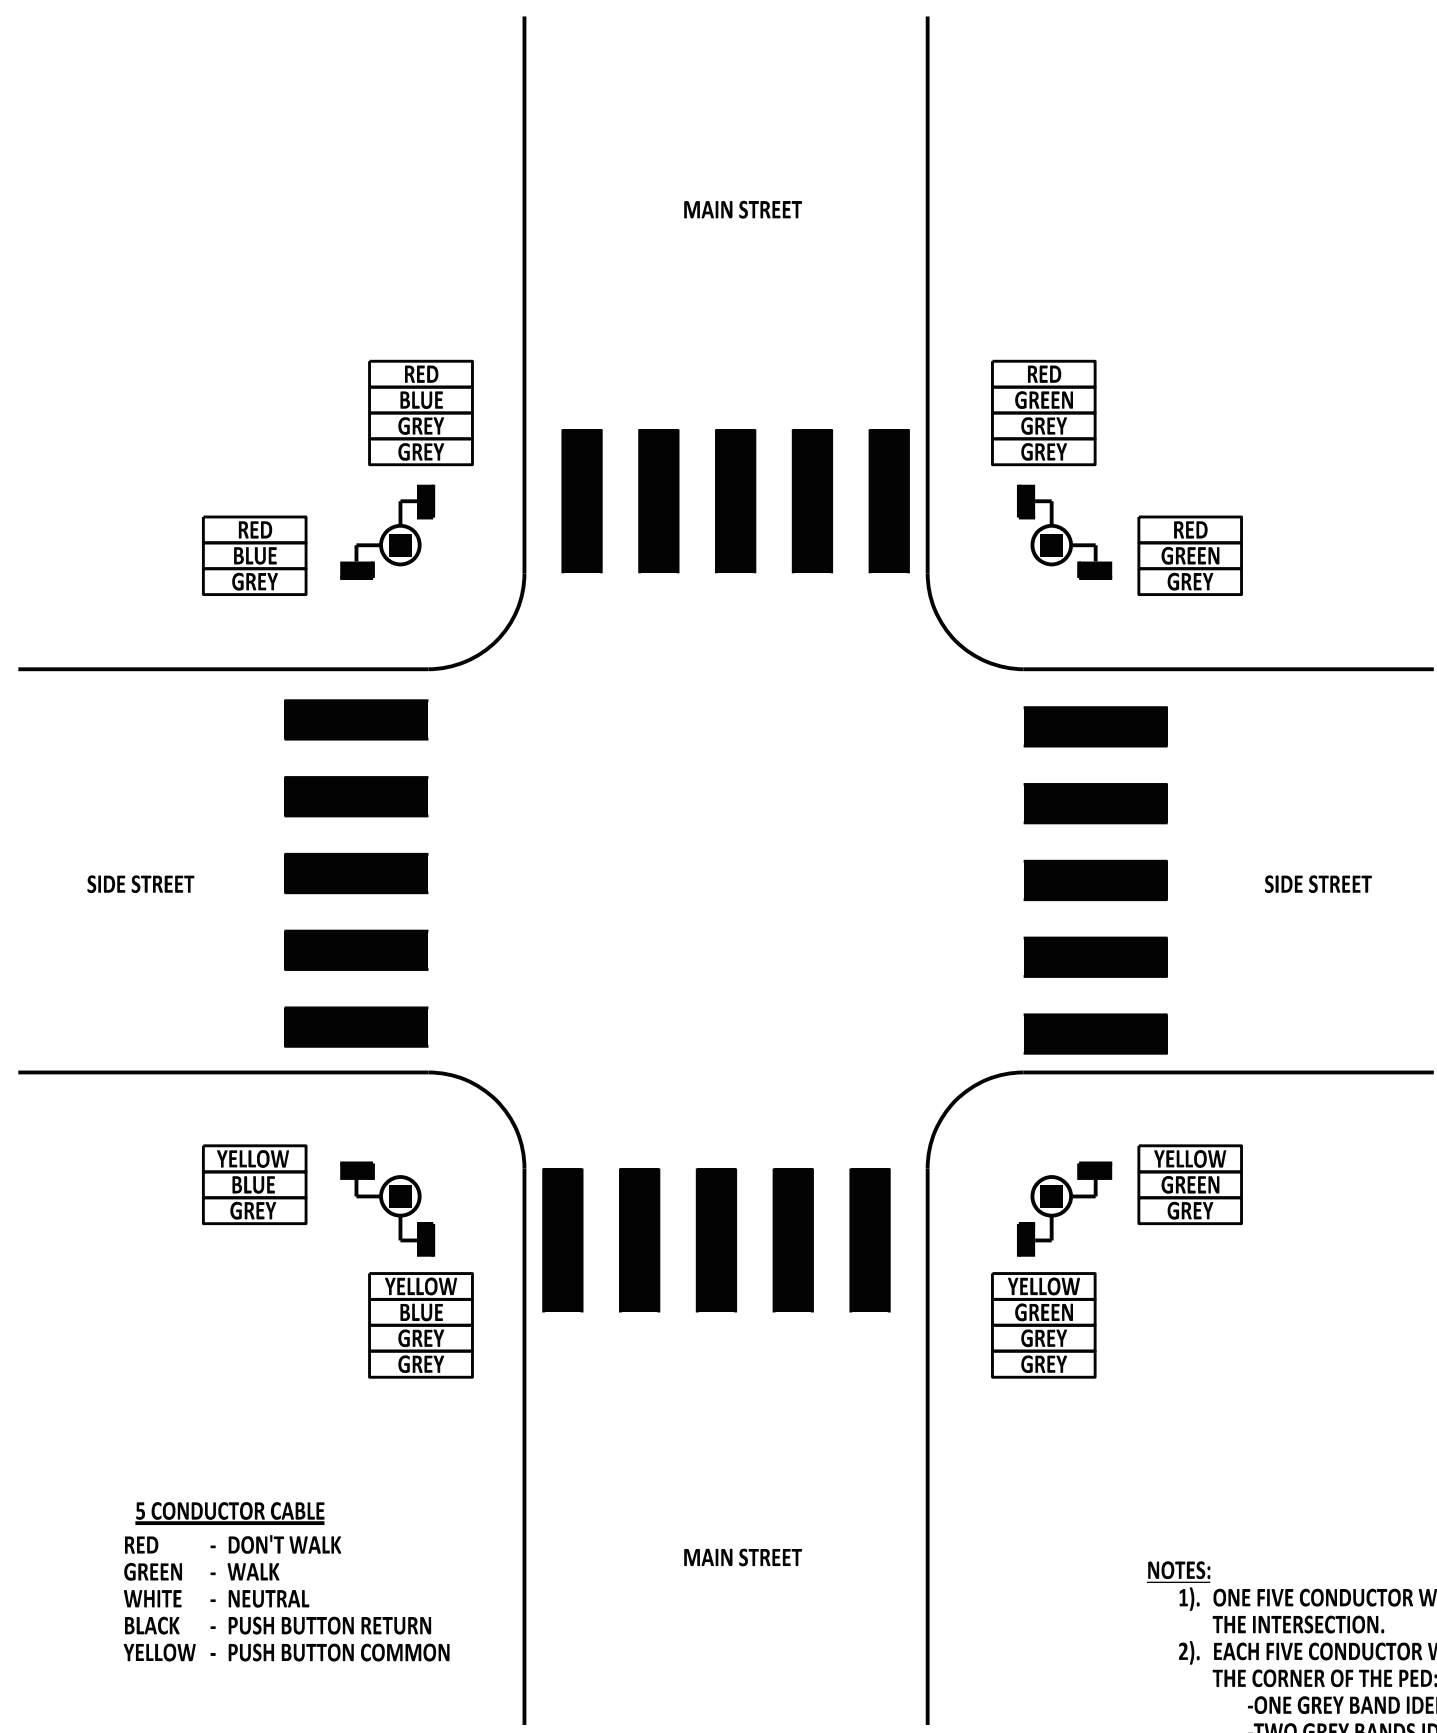 MAIN STREET
RED
BLUE
GREY
GREY
RED
GREEN
GREY
GREY
RED
BLUE
GREY
RED
GREEN
GREY
SIDE STREET
SIDE STREET
YELLOW
BLUE
GREY
YELLOW
GREEN
GREY
YELLOW
BLUE
GREY
GREY
YELLOW
GREEN
GREY
GREY
MAIN STREET
5 CONDUCTOR CABLE
RED - DON'T WALK
GREEN - WALK
WHITE - NEUTRAL
BLACK - PUSH BUTTON RETURN
YELLOW - PUSH BUTTON COMMON
NOTES:
1). ONE FIVE CONDUCTOR
THE INTERSECTION.
2). EACH FIVE CONDUCTOR
THE CORNER OF THE PED:
-ONE GREY BAND
-TWO GREY BANDS